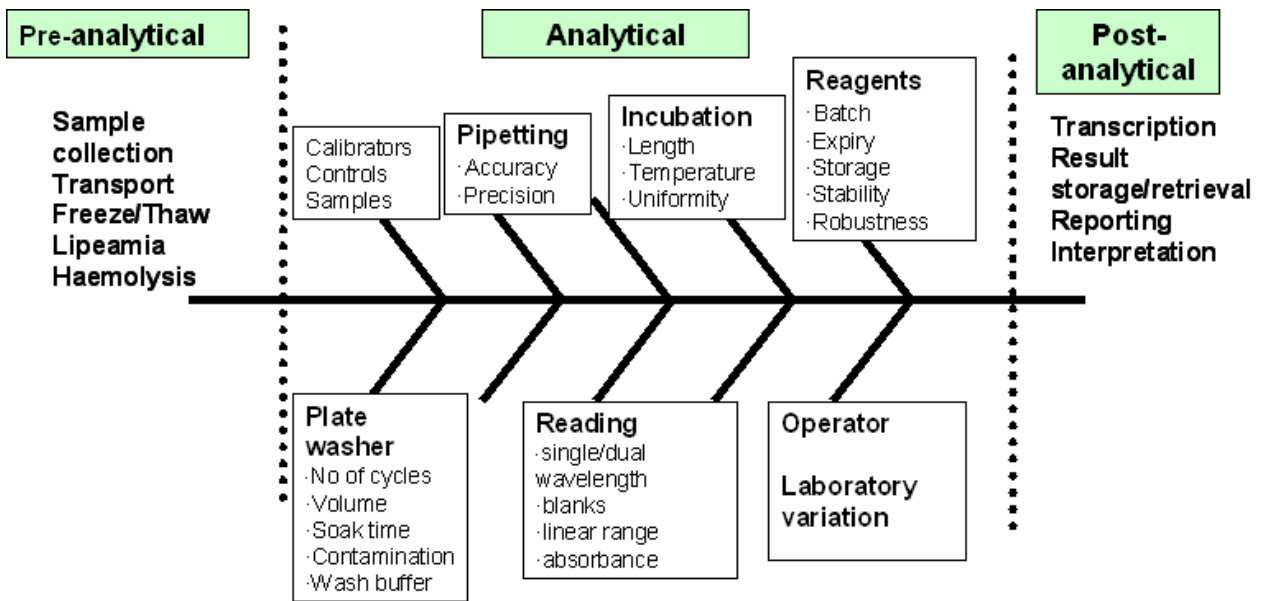 Pre-analytical
Analytical
Post-
analytical
Sample
collection
Transport
Freeze/Thaw
Lipeamia
Haemolysis
Calibrators
Controls
Samples
Pipetting
·Accuracy
·Precision
Incubation
·Length
·Temperature
·Uniformity
Reagents
·Batch
·Expiry
·Storage
·Stability
·Robustness
Transcription
Result
storage/retrieval
Reporting
Interpretation
Plate
washer
·No of cycles
·Volume
·Soak time
·Contamination
·Wash buffer
Reading
·single/dual
wavelength
·blanks
·linear range
·absorbance
Operator
Laboratory
variation